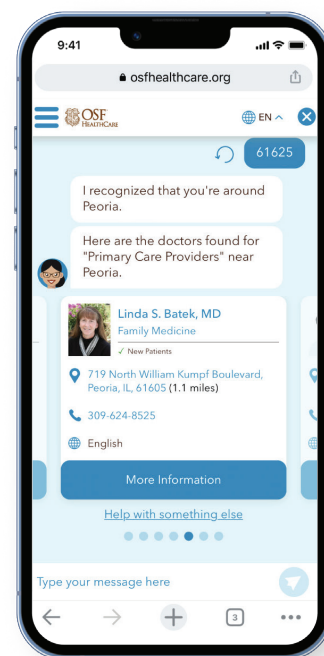 9:41
osfhealthcare.org
OSF
HEALTHCARE
EN
61625
I recognized that you're around
Peoria.
Here are the doctors found for
"Primary Care Providers" near
Peoria.
Linda S. Batek, MD
Family Medicine
✓ New Patients
719 North William Kumpf Boulevard,
Peoria, IL, 61605 (1.1 miles)
309-624-8525
English
More Information
Help with something else
Type your message here
3